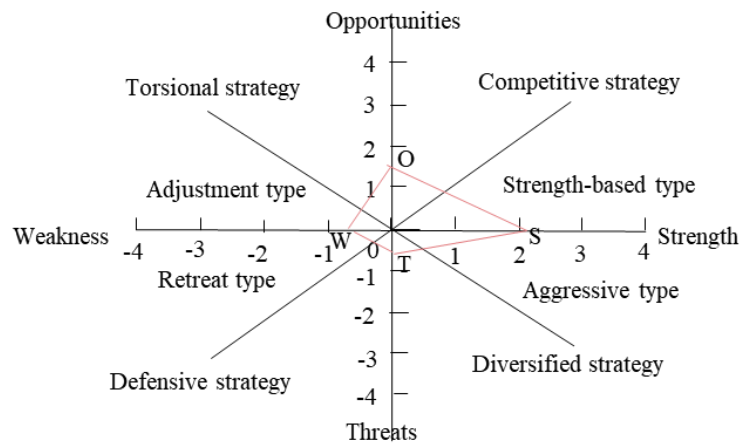 Opportunities
4
Torsional strategy
Competitive strategy
3
2
O
Adjustment type
1
Strength-based type
Weakness
-4
-3
-2
-1
W
0
T
1
2
S
3
4
Strength
Retreat type
-1
Aggressive type
-2
-3
Defensive strategy
Diversified strategy
-4
Threats